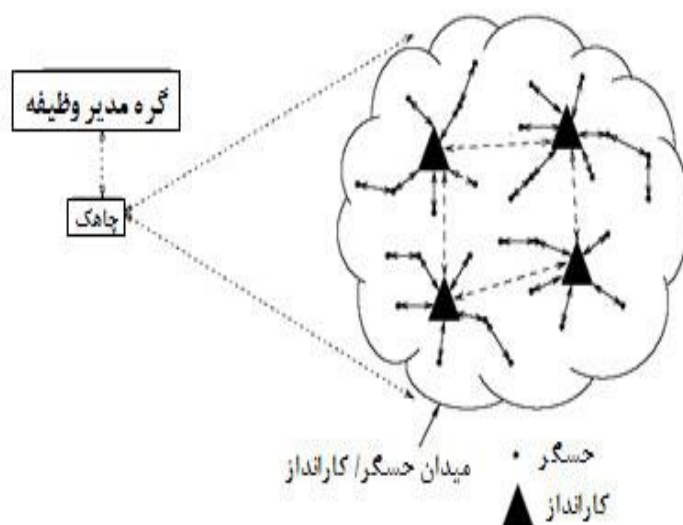 گره مدیر وظیفه
چاهک
میدان حسگر/ کارانداز
حسگر
کارانداز